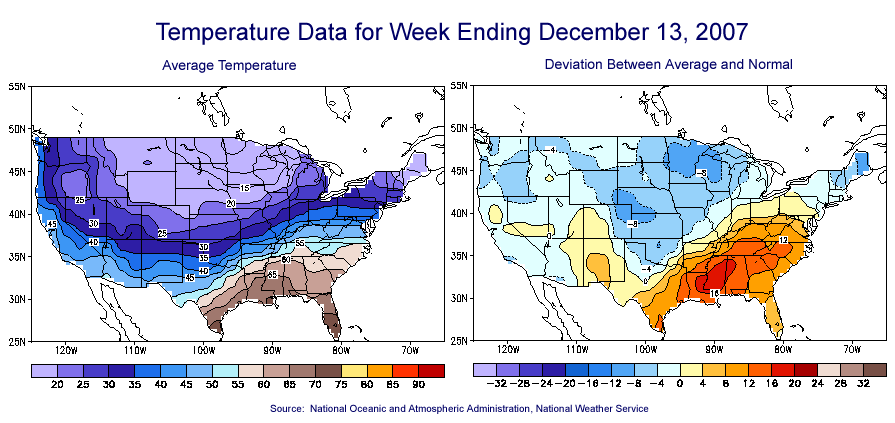 Temperature Data for Week Ending December 13, 2007
Average Temperature
Deviation Between Average and Normal
55N
50N
45N
40N
35N
30N
25N
120W 110W 100W 90W 80W 70W
15
20
25
25
30
30
35
40
40
45
45
55
60
65
20 25 30 35 40 45 50 55 60 65 70 75 80 85 90
55N
50N
45N
40N
35N
30N
25N
120W 110W 100W 90W 80W 70W
-4
-8
-8
0
-4
12
16
-32 -28 -24 -20 -16 -12 -8 -4 0 4 8 12 16 20 24 28 32
Source: National Oceanic and Atmospheric Administration, National Weather Service